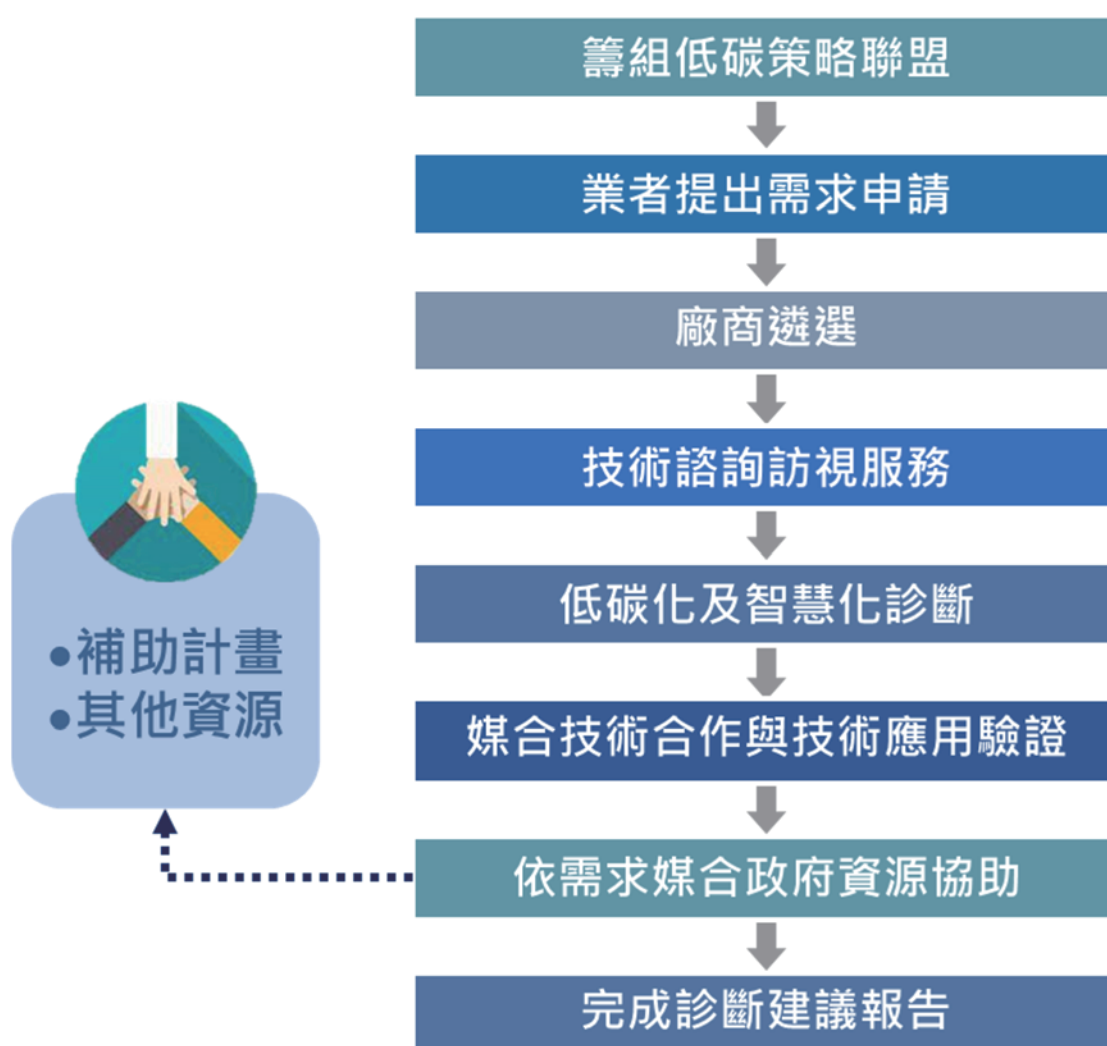 籌組低碳策略聯盟
業者提出需求申請
廠商遴選
技術諮詢訪視服務
低碳化及智慧化診斷
媒合技術合作與技術應用驗證
依需求媒合政府資源協助
完成診斷建議報告
•補助計畫
•其他資源